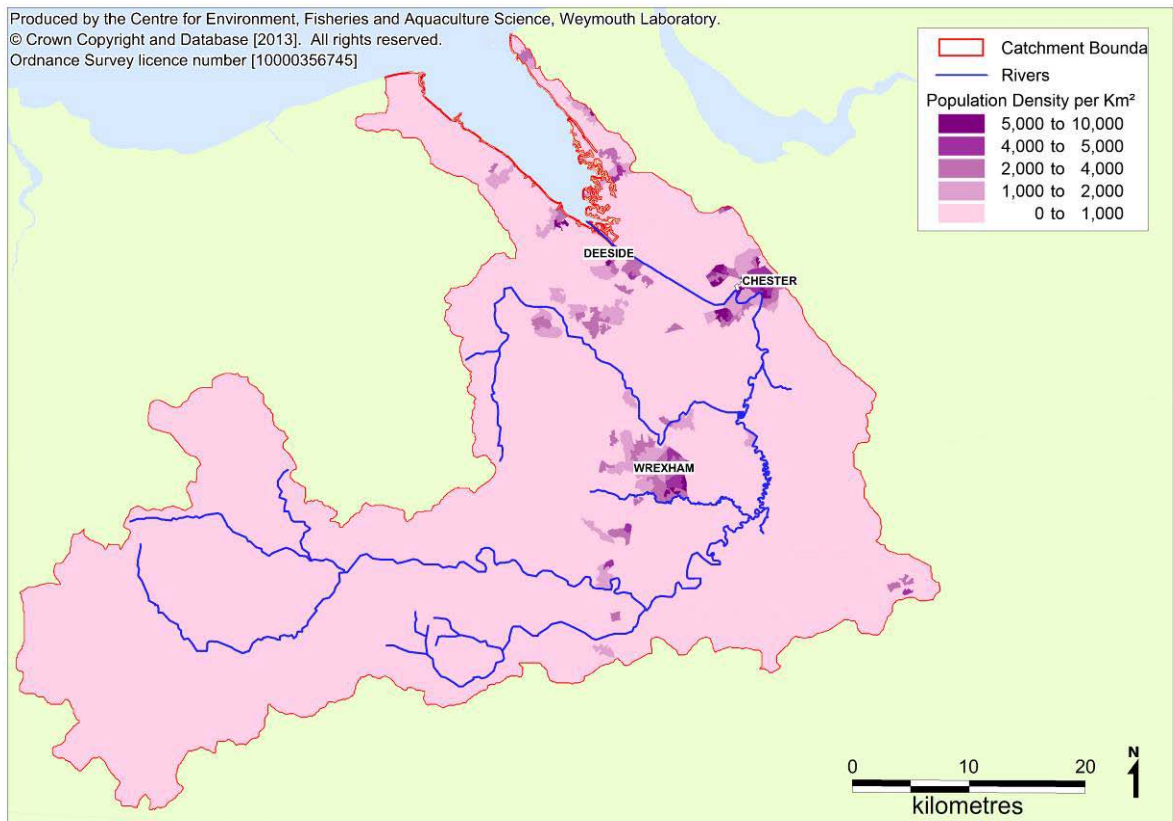 Produced by the Centre for Environment, Fisheries and Aquaculture Science, Weymouth Laboratory.
© Crown Copyright and Database [2013]. All rights reserved.
Ordnance Survey licence number [10000356745]
Catchment Bounda
Rivers
Population Density per Km²
5,000 to 10,000
4,000 to 5,000
2,000 to 4,000
1,000 to 2,000
0 to 1,000
DEESIDE
CHESTER
WREXHAM
0 10 20
kilometres
N